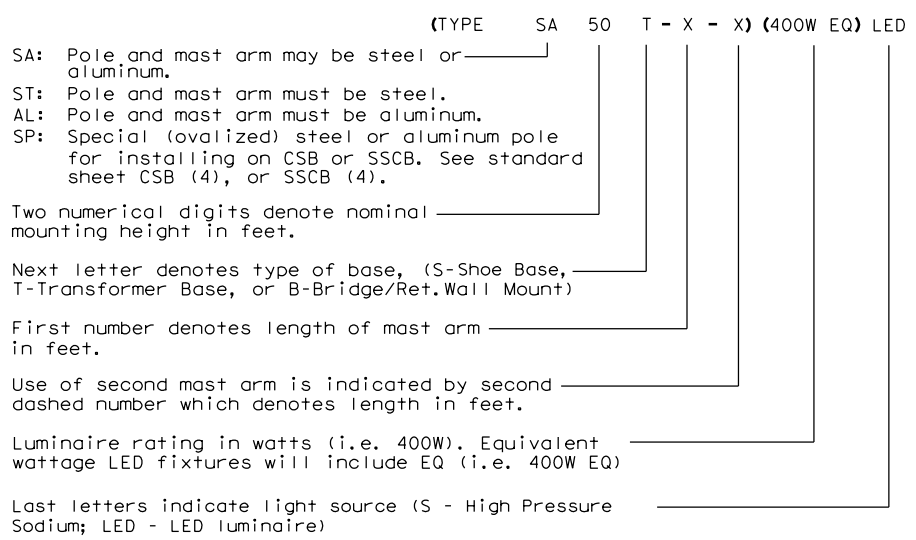 (TYPE SA 50 T - X - X) (400W EQ) LED
SA: Pole and mast arm may be steel or
aluminum.
ST: Pole and mast arm must be steel.
AL: Pole and mast arm must be aluminum.
SP: Special (ovalized) steel or aluminum pole
for installing on CSB or SSCB. See standard
sheet CSB (4), or SSCB (4).
Two numerical digits denote nominal
mounting height in feet.
Next letter denotes type of base, (S-Shoe Base,
T-Transformer Base, or B-Bridge/Ret.Wall Mount)
First number denotes length of mast arm
in feet.
Use of second mast arm is indicated by second
dashed number which denotes length in feet.
Luminaire rating in watts (i.e. 400W). Equivalent
wattage LED fixtures will include EQ (i.e. 400W EQ)
Last letters indicate light source (S - High Pressure
Sodium; LED - LED luminaire)